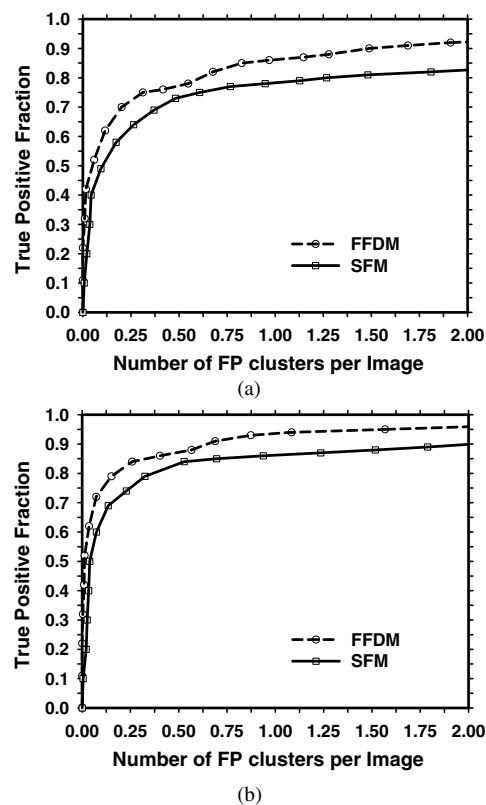 1.0
0.9
0.8
0.7
0.6
0.5
0.4
0.3
0.2
0.1
0.0
True Positive Fraction
FFDM
SFM
0.00 0.25 0.50 0.75 1.00 1.25 1.50 1.75 2.00
Number of FP clusters per Image
(a)
1.0
0.9
0.8
0.7
0.6
0.5
0.4
0.3
0.2
0.1
0.0
True Positive Fraction
FFDM
SFM
0.00 0.25 0.50 0.75 1.00 1.25 1.50 1.75 2.00
Number of FP clusters per Image
(b)